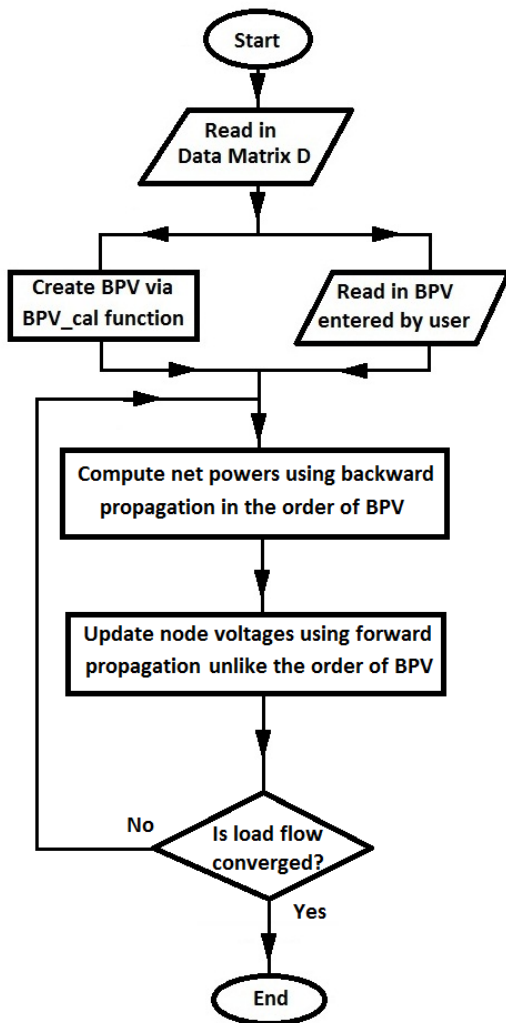 Start
Read in
Data Matrix D
Create BPV via
BPV_cal function
Read in BPV
entered by user
Compute net powers using backward
propagation in the order of BPV
Update node voltages using forward
propagation unlike the order of BPV
No
Is load flow
converged?
Yes
End